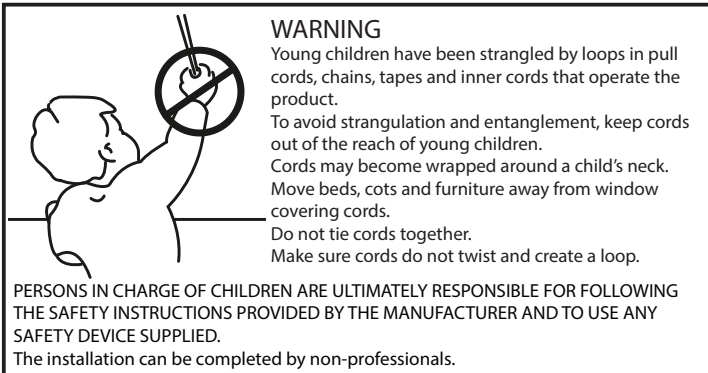 WARNING
Young children have been strangled by loops in pull
cords, chains, tapes and inner cords that operate the
product.
To avoid strangulation and entanglement, keep cords
out of the reach of young children.
Cords may become wrapped around a child’s neck.
Move beds, cots and furniture away from window
covering cords.
Do not tie cords together.
Make sure cords do not twist and create a loop.
PERSONS IN CHARGE OF CHILDREN ARE ULTIMATELY RESPONSIBLE FOR FOLLOWING
THE SAFETY INSTRUCTIONS PROVIDED BY THE MANUFACTURER AND TO USE ANY
SAFETY DEVICE SUPPLIED.
The installation can be completed by non-professionals.